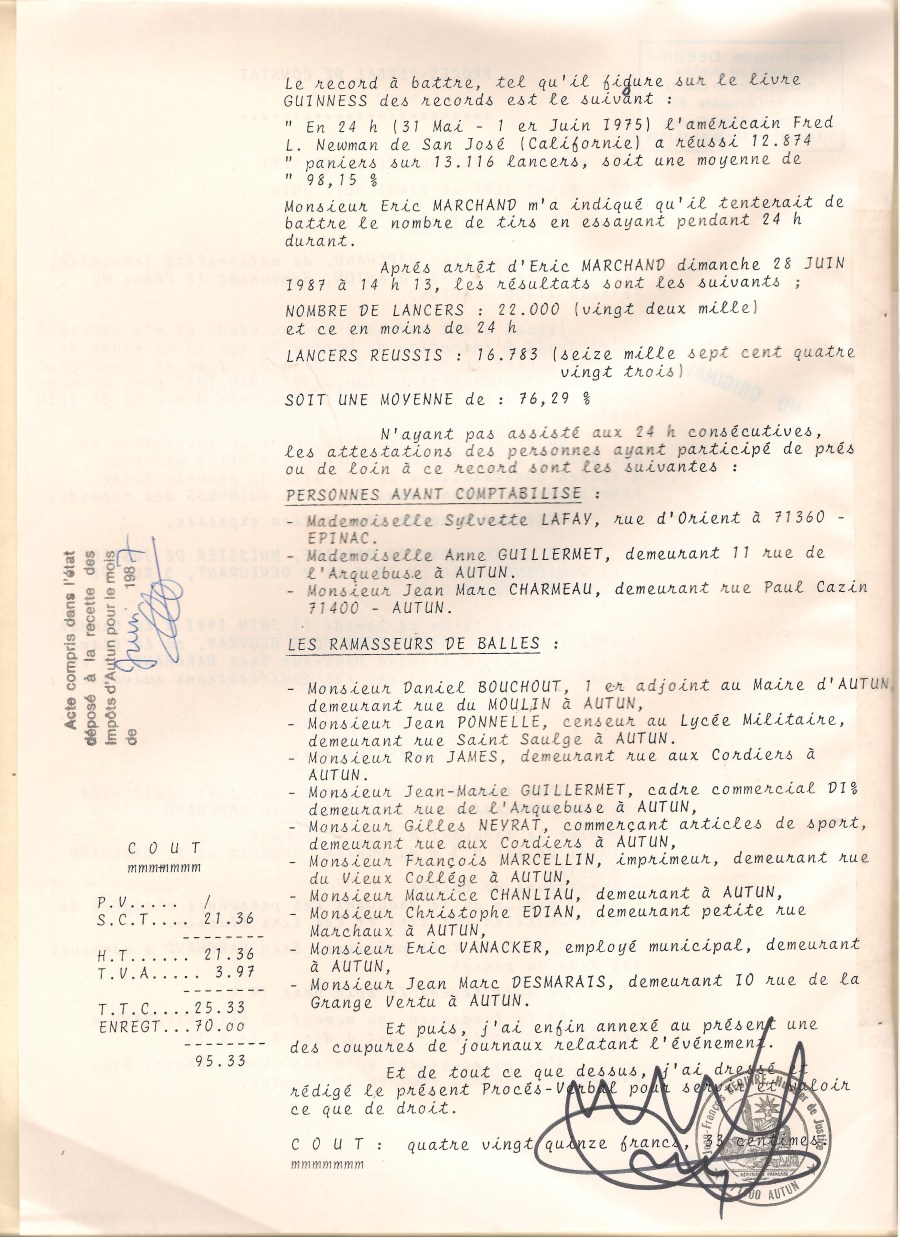 Le record à battre, tel qu'il figure sur le livre
GUINNESS des records est le suivant :
" En 24 h (31 Mai - 1 er Juin I975) l'américain Fred
L. Newman de San José (Californie) a réussi 12.874
" paniers sur 13.116 lancers, soit une moyenne de
" 98,15 %
Monsieur Eric MARCHAND m'a indiqué qu'il tenterait de
battre le nombre de tirs en essayant pendant 24 h
durant.
Aprés arrêt d'Eric MARCHAND dimanche 28 JUIN
I987 à 14 h 13, les résultats sont les suivants ;
NOMBRE DE LANCERS : 22.000 (vingt deux mille)
et ce en moins de 24 h
LANCERS REUSSIS : 16.783 (seize mille sept cent quatre
vingt trois)
SOIT UNE MOYENNE de : 76,29 %
N'ayant pas assisté aux 24 h consécutives,
les attestations des personnes ayant participé de prés
ou de loin à ce record sont les suivantes :
PERSONNES AYANT COMPTABILISE :
- Mademoiselle Sylvette LAFAY, rue d'Orient à 71360 -
EPINAC.
- Mademoiselle Anne GUILLERMET, demeurant 11 rue de
l'Arquebuse à AUTUN.
- Monsieur Jean Marc CHARMEAU, demeurant rue Paul Cazin
71400 - AUTUN.
LES RAMASSEURS DE BALLES :
- Monsieur Daniel BOUCHOUT, 1 er adjoint au Maire d'AUTUN,
demeurant rue du MOULIN à AUTUN,
- Monsieur Jean PONNELLE, censeur au Lycée Militaire,
demeurant rue Saint Saulge à AUTUN.
- Monsieur Ron JAMES, demeurant rue aux Cordiers à
AUTUN.
- Monsieur Jean-Marie GUILLERMET, cadre commercial DI%
demeurant rue de l'Arquebuse à AUTUN,
- Monsieur Gilles NEYRAT, commerçant articles de sport,
demeurant rue aux Cordiers à AUTUN,
- Monsieur François MARCELLIN, imprimeur, demeurant rue
du Vieux Collége à AUTUN,
- Monsieur Maurice CHANLIAU, demeurant à AUTUN,
- Monsieur Christophe EDIAN, demeurant petite rue
Marchaux à AUTUN,
- Monsieur Eric VANACKER, employé municipal, demeurant
à AUTUN,
- Monsieur Jean Marc DESMARAIS, demeurant IO rue de la
Grange Vertu à AUTUN.
Et puis, j'ai enfin annexé au présent une
des coupures de journaux relatant l'événement.
Et de tout ce que dessus, j'ai dressé et
rédigé le présent Procés-Verbal pour servir et valoir
ce que de droit.
C O U T : quatre vingt quinze francs, 33 centimes.
mmmmmmm
Acte compris dans l'état
déposé à la recette des
Impôts d'Autun pour le mois
de Juin 1987
C O U T
mmmmmmm
P.V..... /
S.C.T.... 21.36
--------
H.T...... 21.36
T.V.A..... 3.97
--------
T.T.C....25.33
ENREGT...70.oo
--------
95.33
Jean-François Huissier de Justice
RÉPUBLIQUE FRANÇAISE
71400 AUTUN